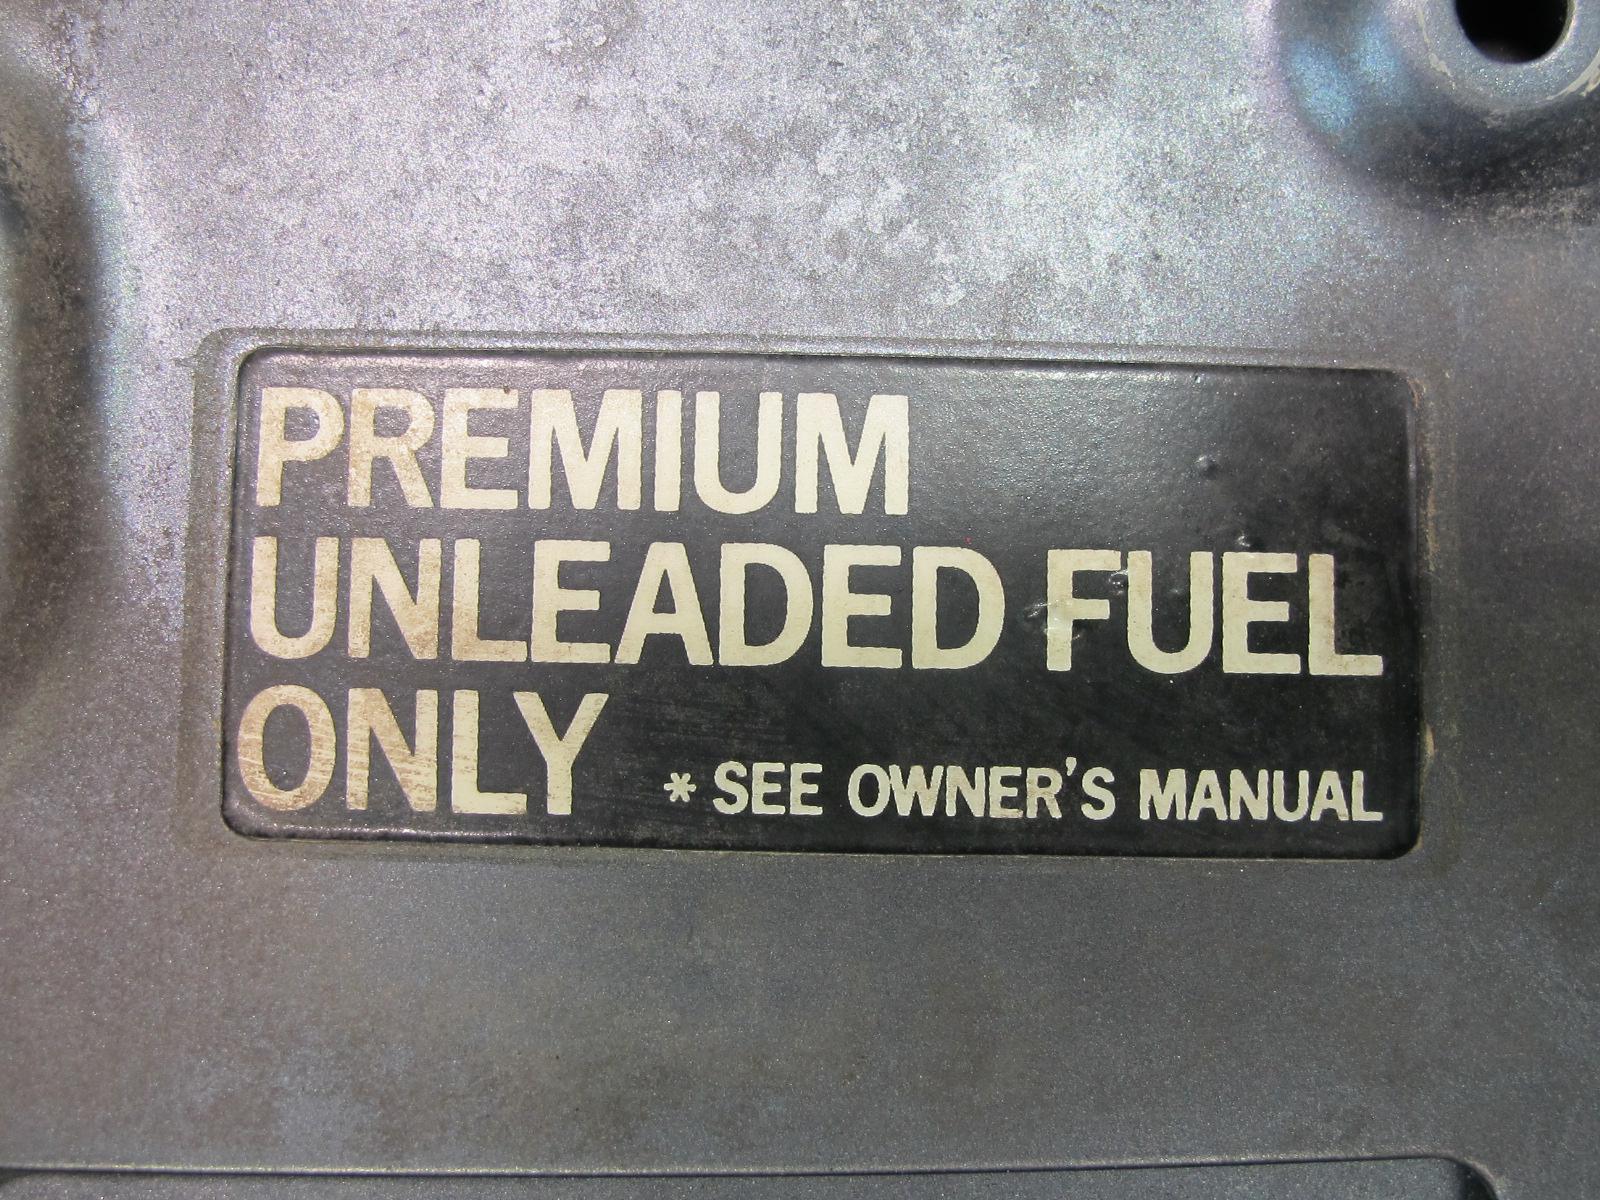 PREMIUM
UNLEADED FUEL
ONLY * SEE OWNER'S MANUAL